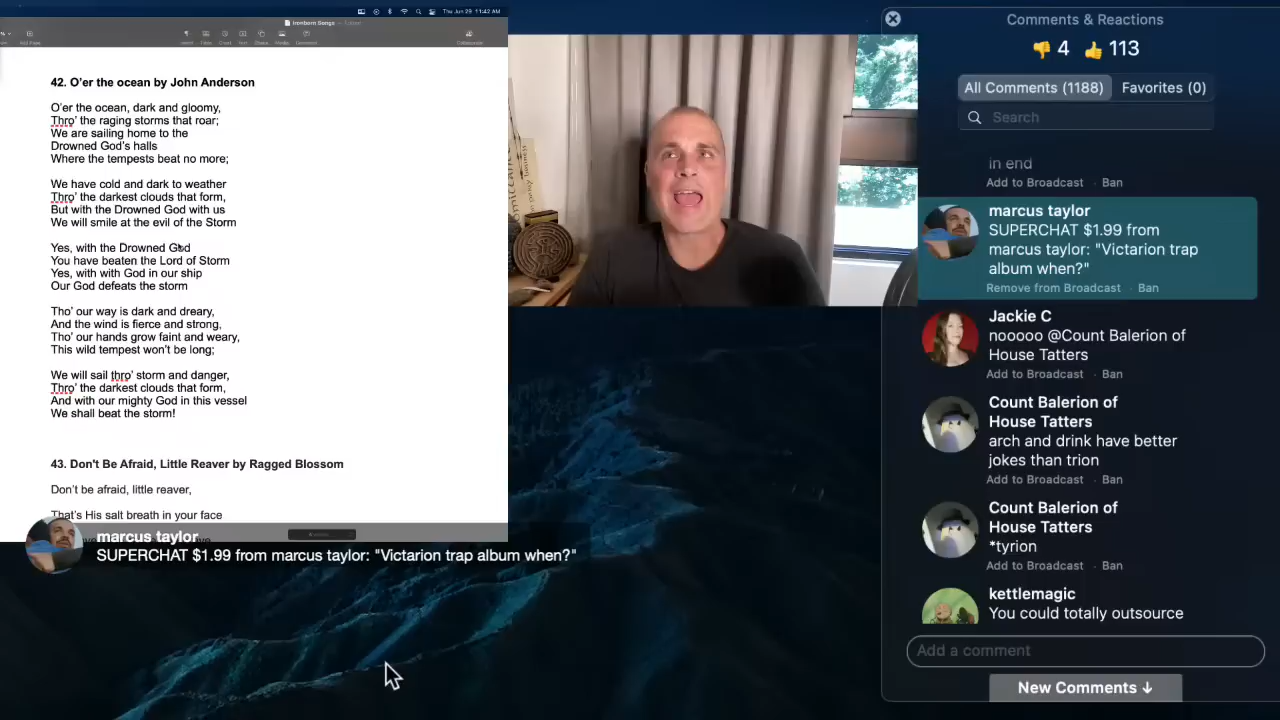 Thu Jun 29 11:42 AM
Ironborn Songs
42. O'er the ocean by John Anderson
O'er the ocean, dark and gloomy,
Thro' the raging storms that roar;
We are sailing home to the
Drowned God's halls
Where the tempests beat no more;
We have cold and dark to weather
Thro' the darkest clouds that form,
But with the Drowned God with us
We will smile at the evil of the Storm
Yes, with the Drowned God
You have beaten the Lord of Storm
Yes, with with God in our ship
Our God defeats the storm
Tho' our way is dark and dreary,
And the wind is fierce and strong,
Tho' our hands grow faint and weary,
This wild tempest won't be long;
We will sail thro' storm and danger,
Thro' the darkest clouds that form,
And with our mighty God in this vessel
We shall beat the storm!
43. Don't Be Afraid, Little Reaver by Ragged Blossom
Don't be afraid, little reaver,
That's His salt breath in your face
marcus taylor
SUPERCHAT $1.99 from marcus taylor: "Victarion trap album when?"
Comments & Reactions
4 113
All Comments (1188) Favorites (0)
Search
in end
Add to Broadcast · Ban
marcus taylor
SUPERCHAT $1.99 from
marcus taylor: "Victarion trap
album when?"
Remove from Broadcast · Ban
Jackie C
nooooo @Count Balerion of
House Tatters
Add to Broadcast · Ban
Count Balerion of
House Tatters
arch and drink have better
jokes than trion
Add to Broadcast · Ban
Count Balerion of
House Tatters
*tyrion
Add to Broadcast · Ban
kettlemagic
You could totally outsource
Add a comment
New Comments ↓